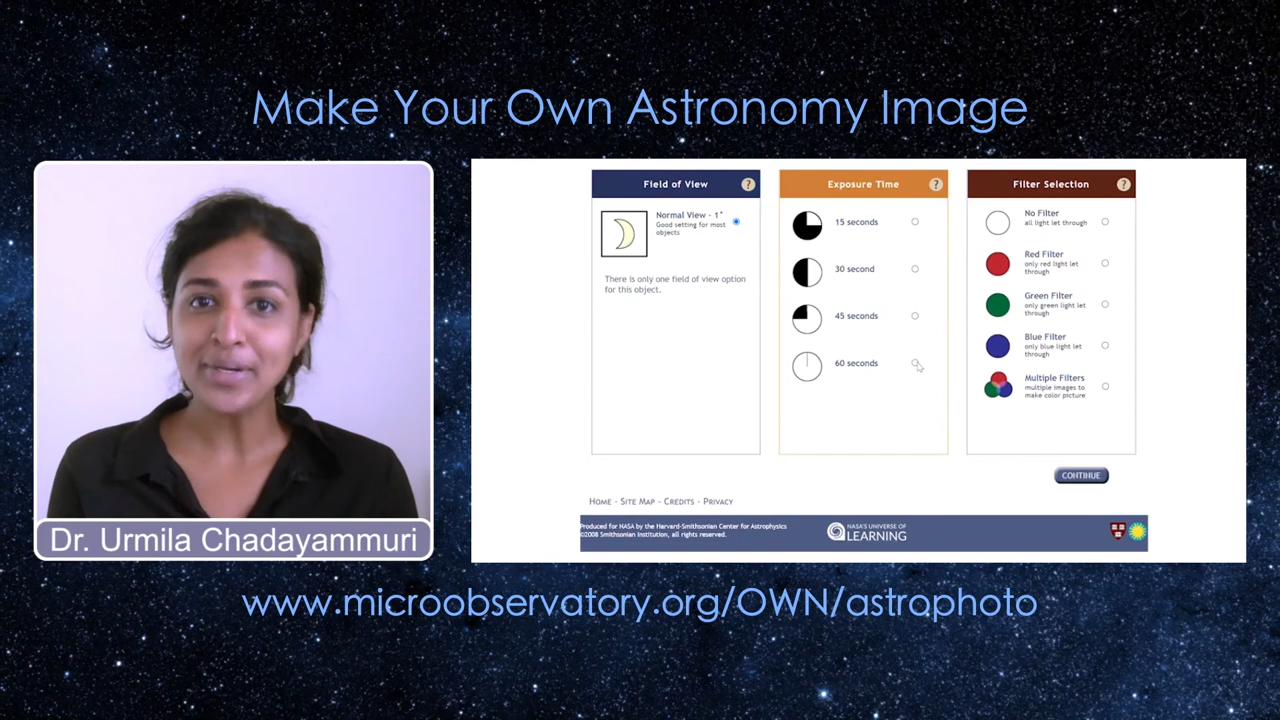 Make Your Own Astronomy Image
Dr. Urmila Chadayammuri
Field of View ?
Normal View - 1°
Good setting for most
objects
There is only one field of view option
for this object.
Exposure Time ?
15 seconds
30 second
45 seconds
60 seconds
Filter Selection ?
No Filter
all light let through
Red Filter
only red light let
through
Green Filter
only green light let
through
Blue Filter
only blue light let
through
Multiple Filters
multiple images to
make color picture
CONTINUE
HOME - SITE MAP - CREDITS - PRIVACY
Produced for NASA by the Harvard-Smithsonian Center for Astrophysics
©2008 Smithsonian Institution, all rights reserved.
NASA'S UNIVERSE OF
LEARNING
www.microobservatory.org/OWN/astrophoto